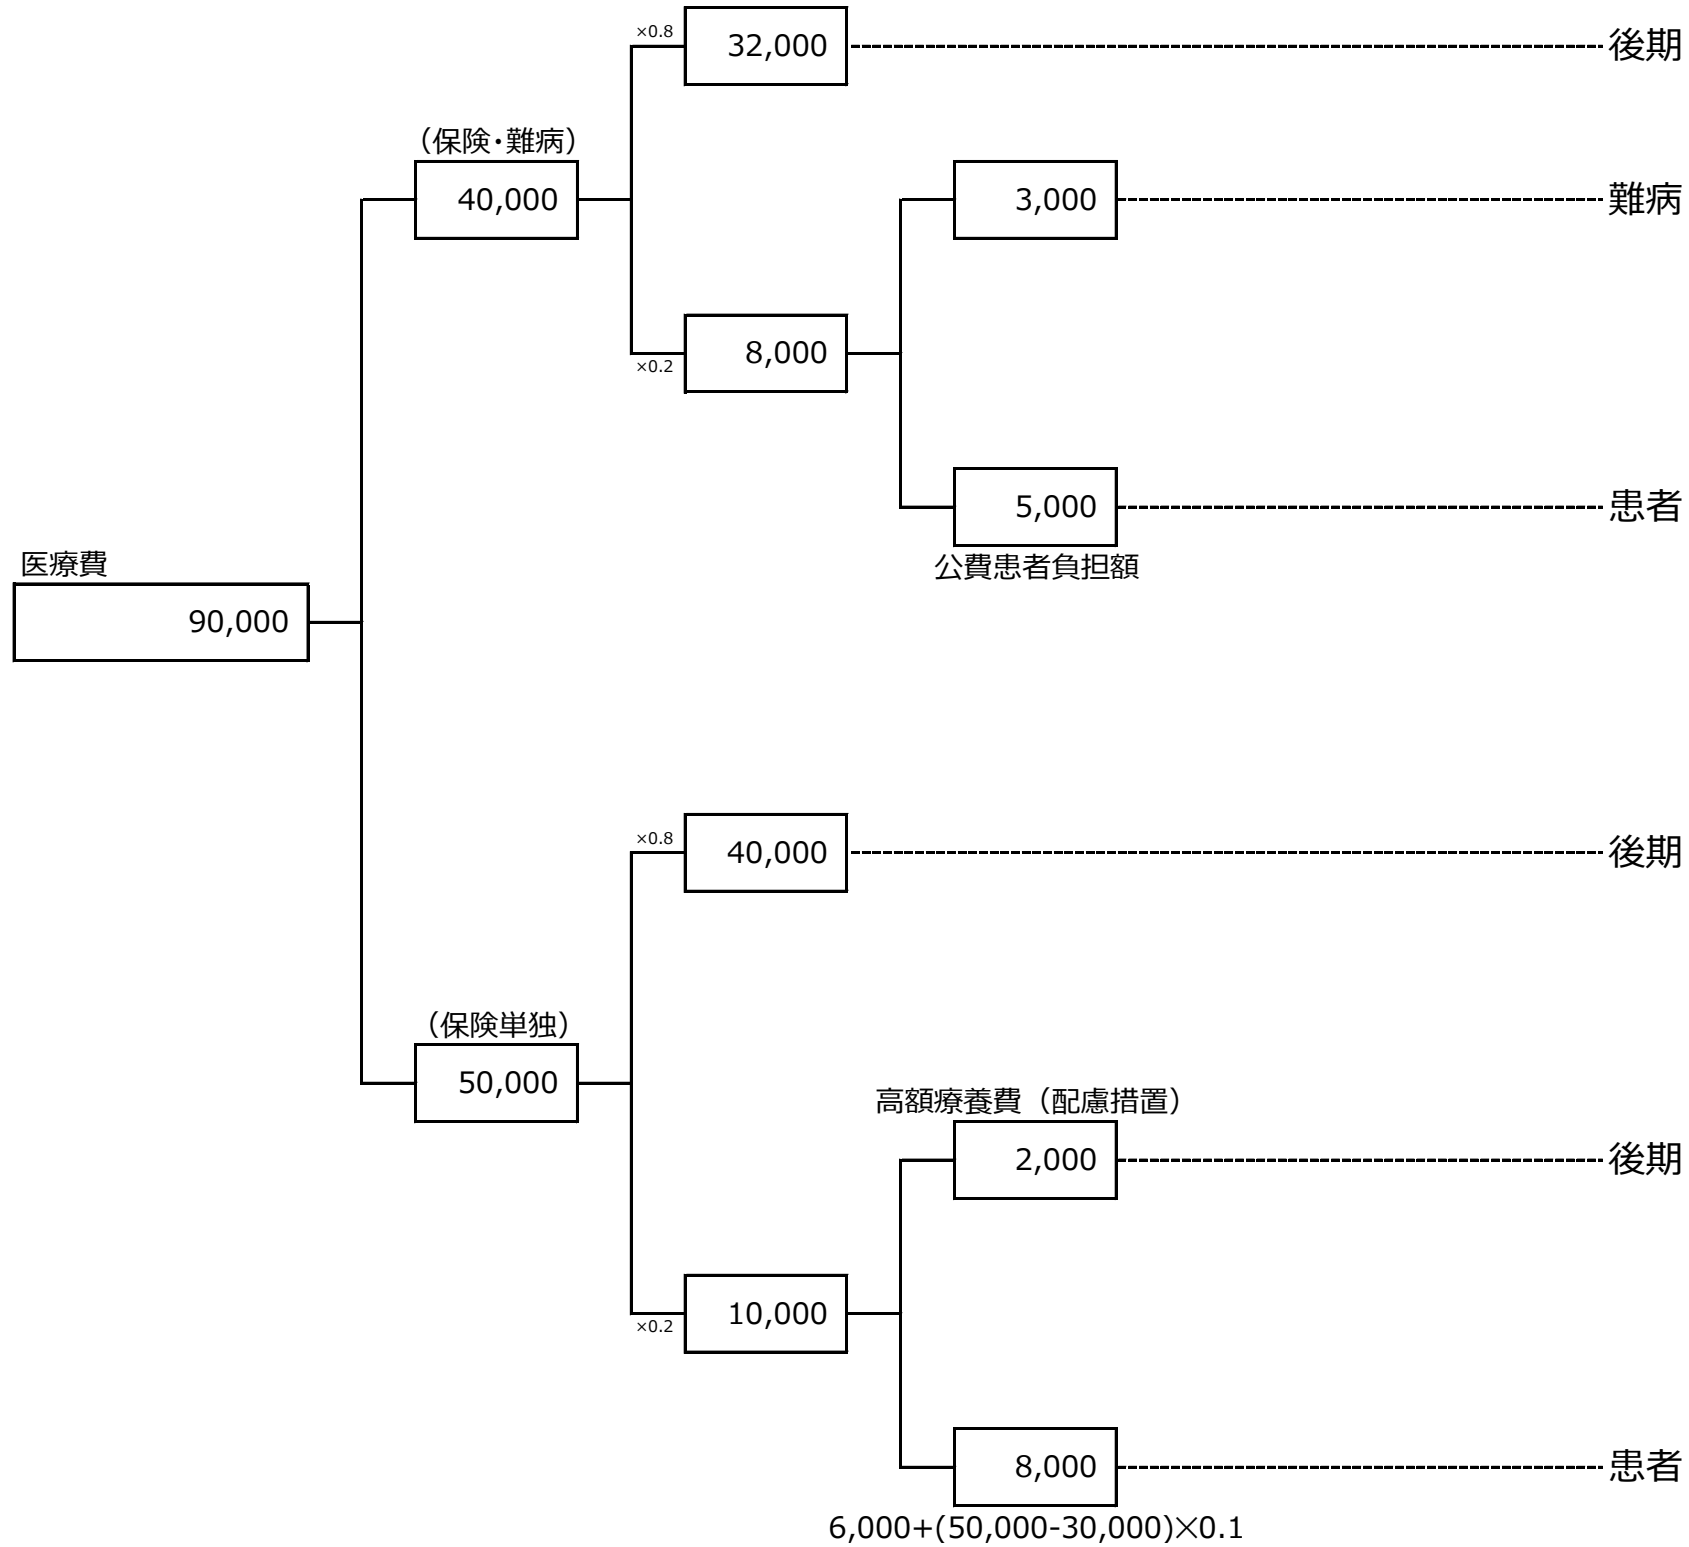 ×0.8
32,000
後期
（保険・難病）
40,000
3,000
難病
8,000
×0.2
5,000
患者
公費患者負担額
医療費
90,000
×0.8
40,000
後期
（保険単独）
50,000
高額療養費（配慮措置）
2,000
後期
10,000
×0.2
8,000
患者
6,000+(50,000-30,000)×0.1